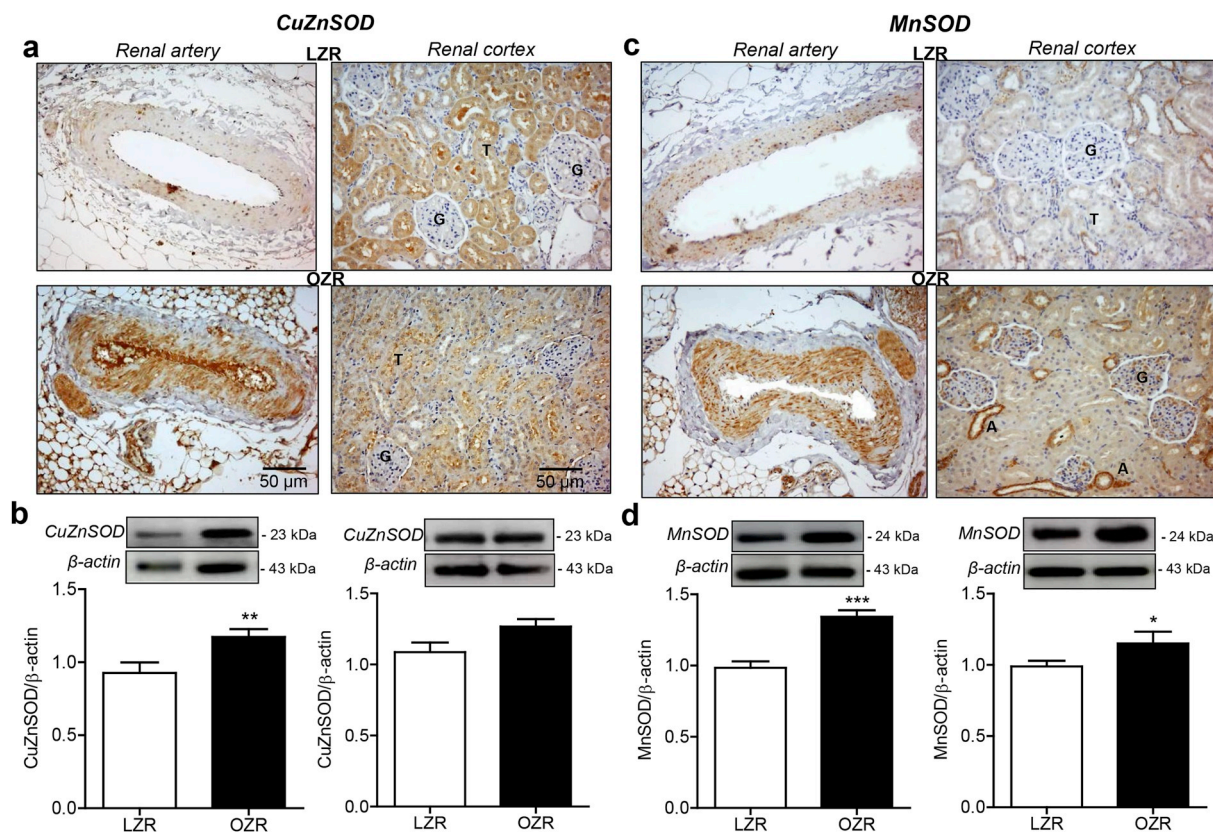 CuZnSOD
MnSOD
a
Renal artery
LZR
Renal cortex
T
G
G
OZR
T
G
50 μm
50 μm
c
Renal artery
LZR
Renal cortex
G
T
OZR
G
A
A
b
CuZnSOD
- 23 kDa
β-actin
- 43 kDa
CuZnSOD/β-actin
1.5
1.0
0.5
0.0
**
LZR
OZR
CuZnSOD
- 23 kDa
β-actin
- 43 kDa
CuZnSOD/β-actin
1.5
1.0
0.5
0.0
LZR
OZR
d
MnSOD
- 24 kDa
β-actin
- 43 kDa
MnSOD/β-actin
1.5
1.0
0.5
0.0
***
LZR
OZR
MnSOD
- 24 kDa
β-actin
- 43 kDa
MnSOD/β-actin
1.5
1.0
0.5
0.0
*
LZR
OZR